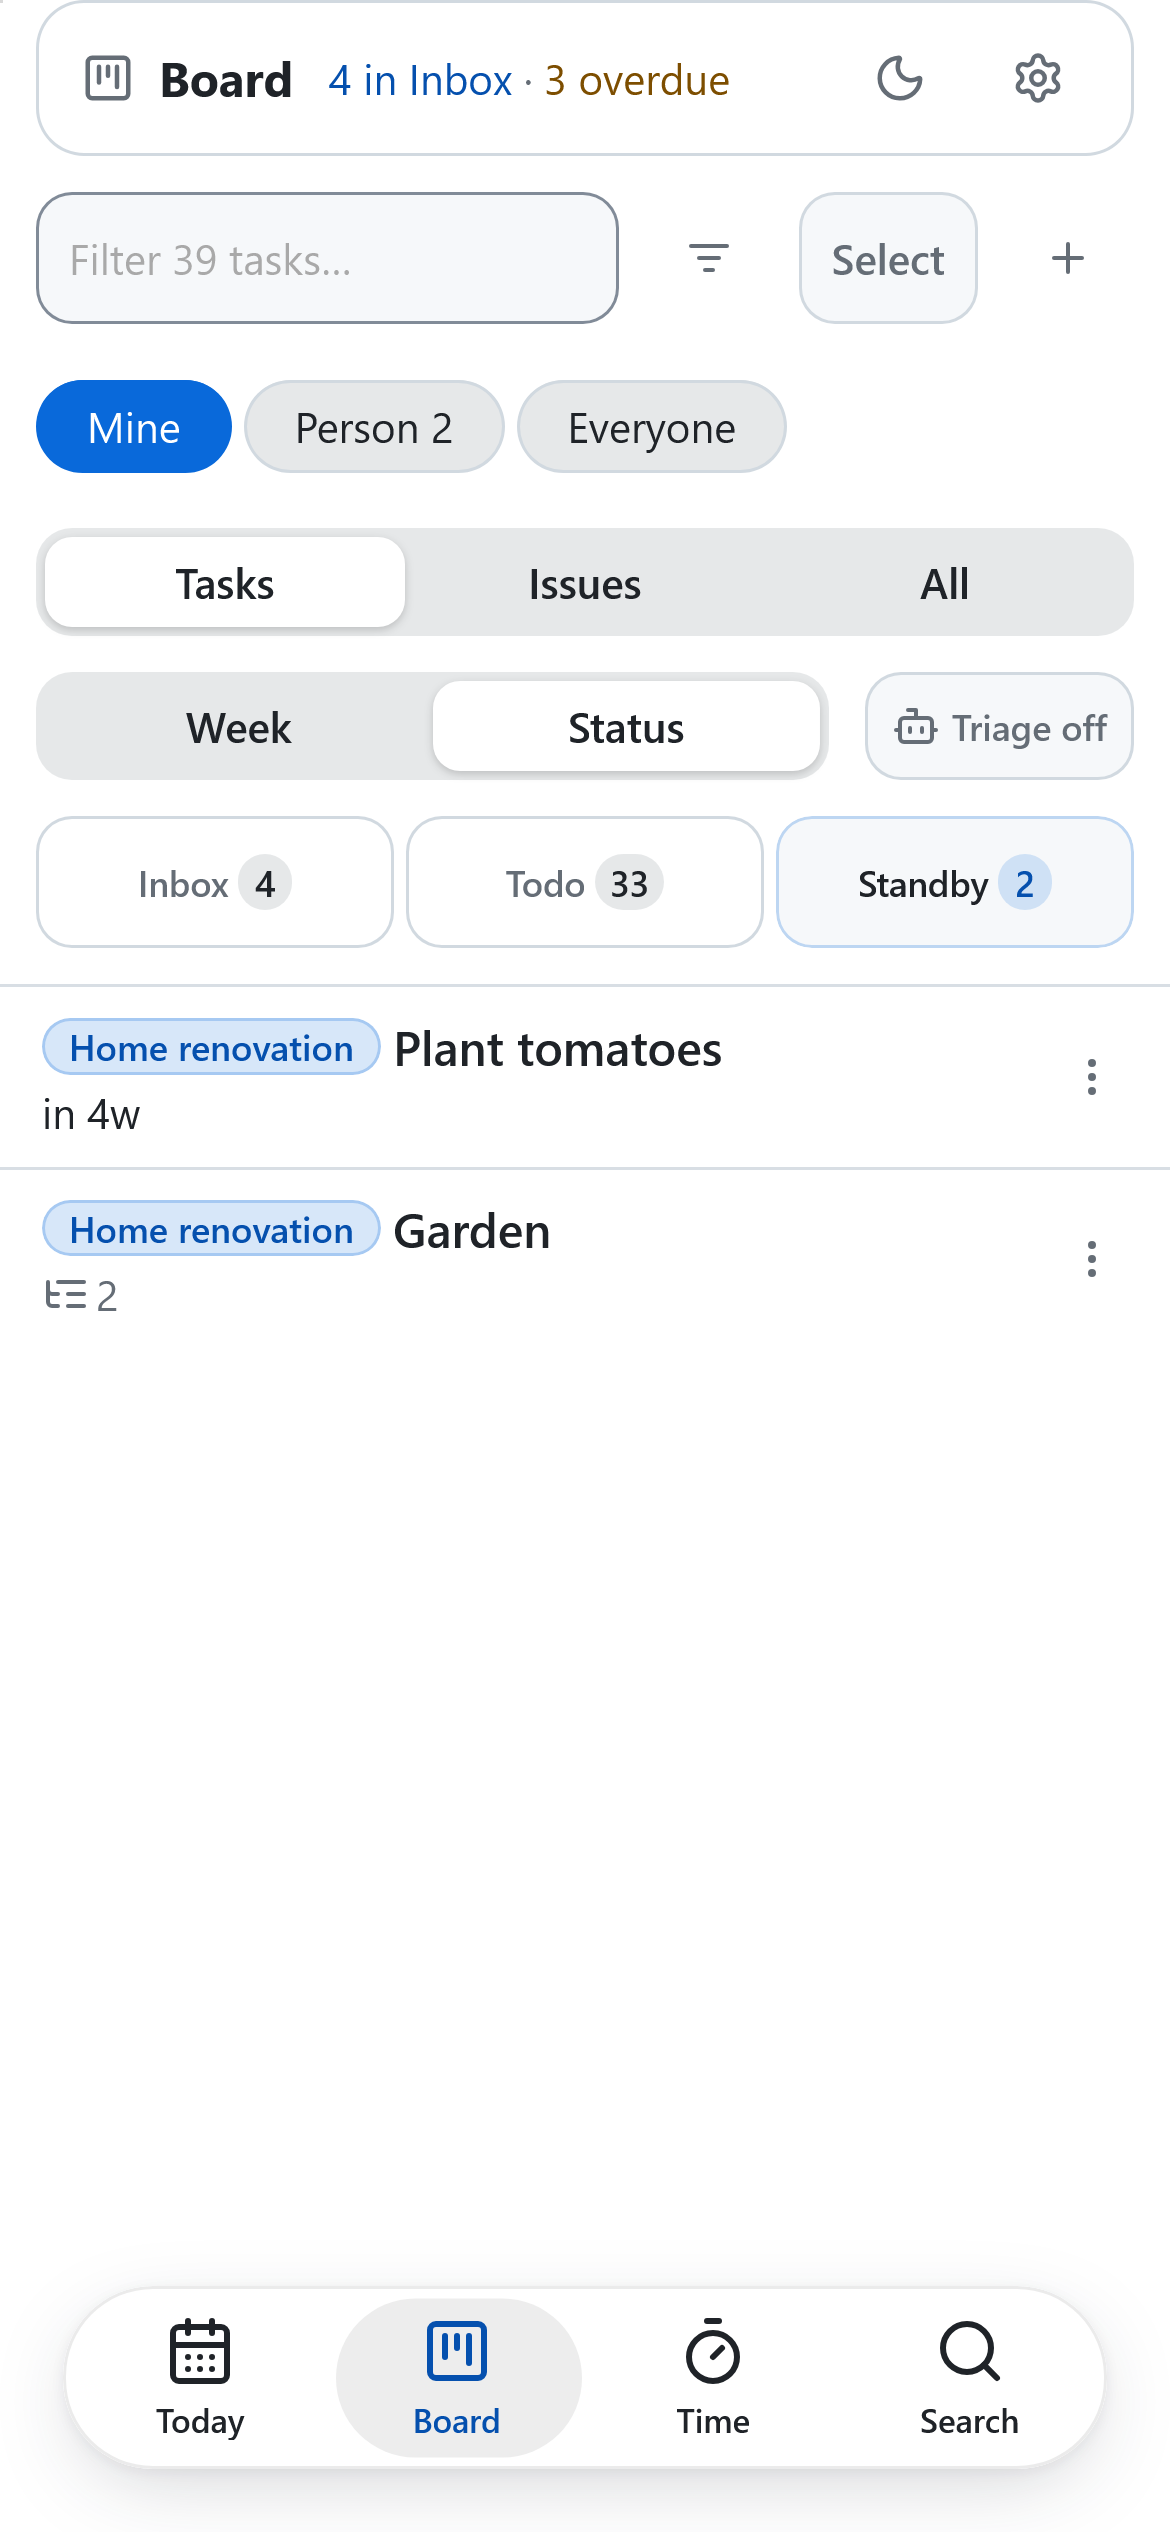 Board 4 in Inbox · 3 overdue
Filter 39 tasks...
Select
Mine
Person 2
Everyone
Tasks
Issues
All
Week
Status
Triage off
Inbox 4
Todo 33
Standby 2
Home renovation Plant tomatoes
in 4w
Home renovation Garden
2
Today
Board
Time
Search